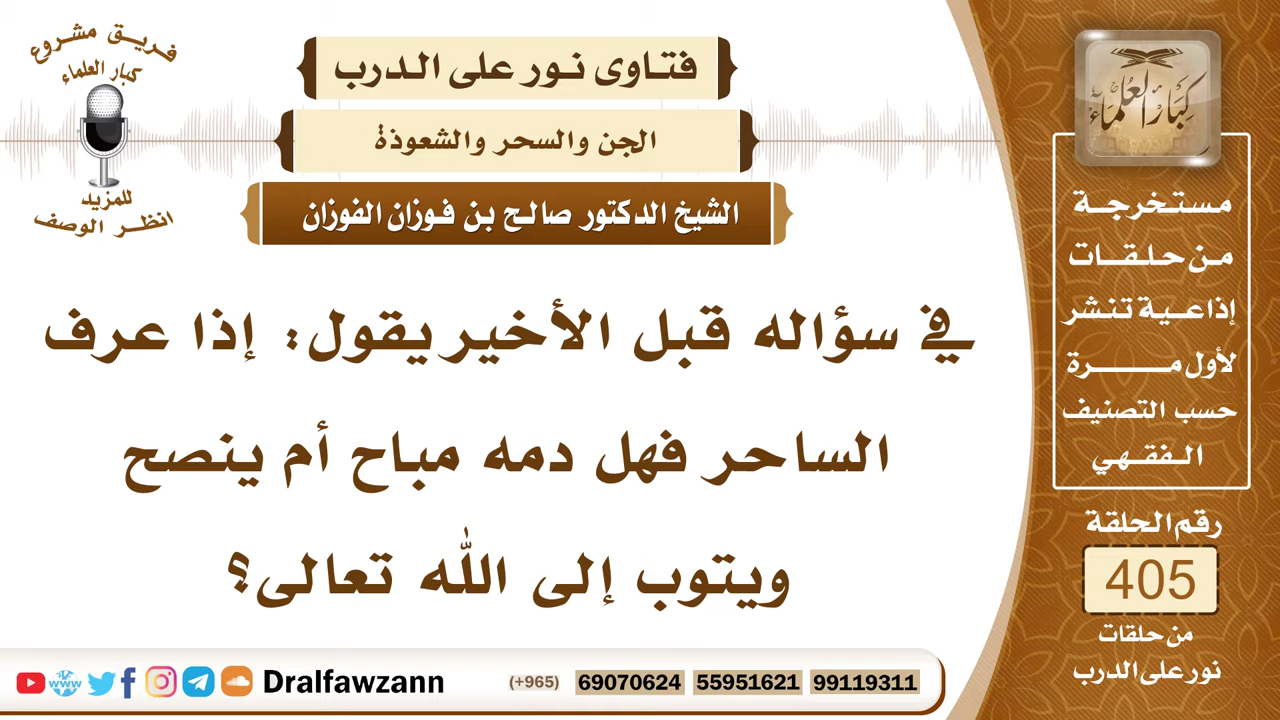 فريق مشروع
كبار العلماء
للمزيد
انظر الوصف
فتاوى نور على الدرب
الجن والسحر والشعوذة
الشيخ الدكتور صالح بن فوزان الفوزان
في سؤاله قبل الأخير يقول: إذا عرف
الساحر فهل دمه مباح أم ينصح
ويتوب إلى الله تعالى؟
كبار العلماء
مستخرجة
من حلقات
إذاعية تنشر
لأول مرة
حسب التصنيف
الفقهي
رقم الحلقة
405
من حلقات
نور على الدرب
www Dralfawzann (+965) 69070624 55951621 99119311